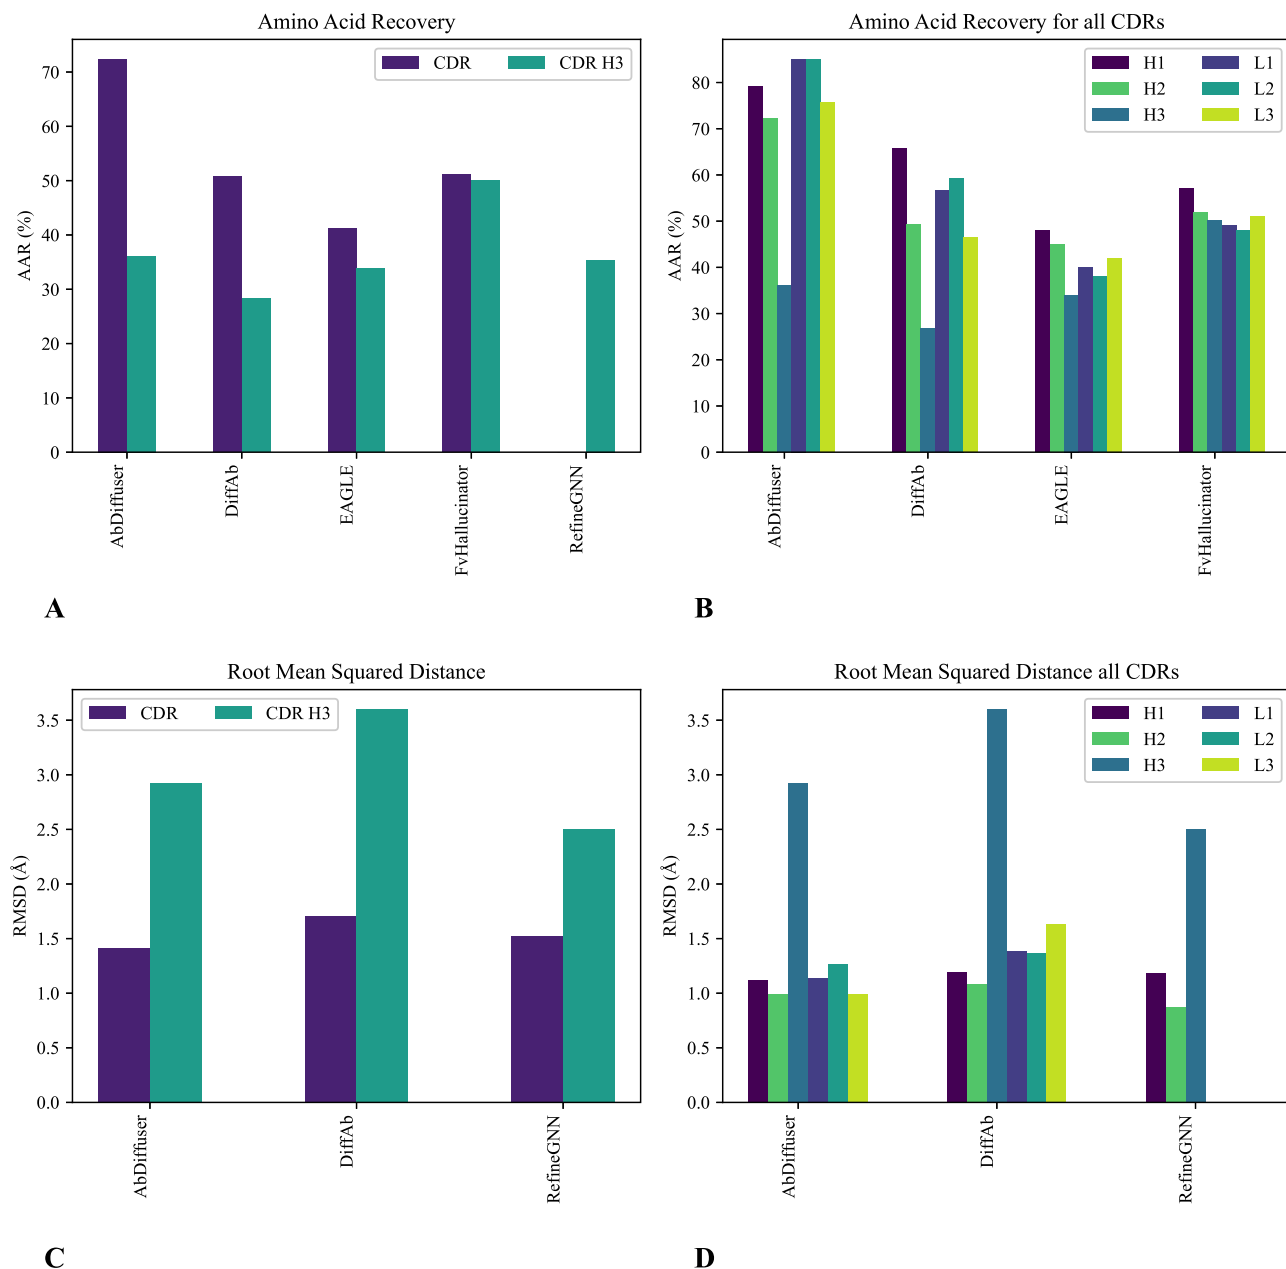 Amino Acid Recovery
CDR
CDR H3
AAR (%)
70
60
50
40
30
20
10
0
AbDiffuser
DiffAb
EAGLE
FvHallucinator
RefineGNN
A
Amino Acid Recovery for all CDRs
H1
L1
H2
L2
H3
L3
AAR (%)
80
70
60
50
40
30
20
10
0
AbDiffuser
DiffAb
EAGLE
FvHallucinator
B
Root Mean Squared Distance
CDR
CDR H3
RMSD (Å)
3.5
3.0
2.5
2.0
1.5
1.0
0.5
0.0
AbDiffuser
DiffAb
RefineGNN
C
Root Mean Squared Distance all CDRs
H1
L1
H2
L2
H3
L3
RMSD (Å)
3.5
3.0
2.5
2.0
1.5
1.0
0.5
0.0
AbDiffuser
DiffAb
RefineGNN
D